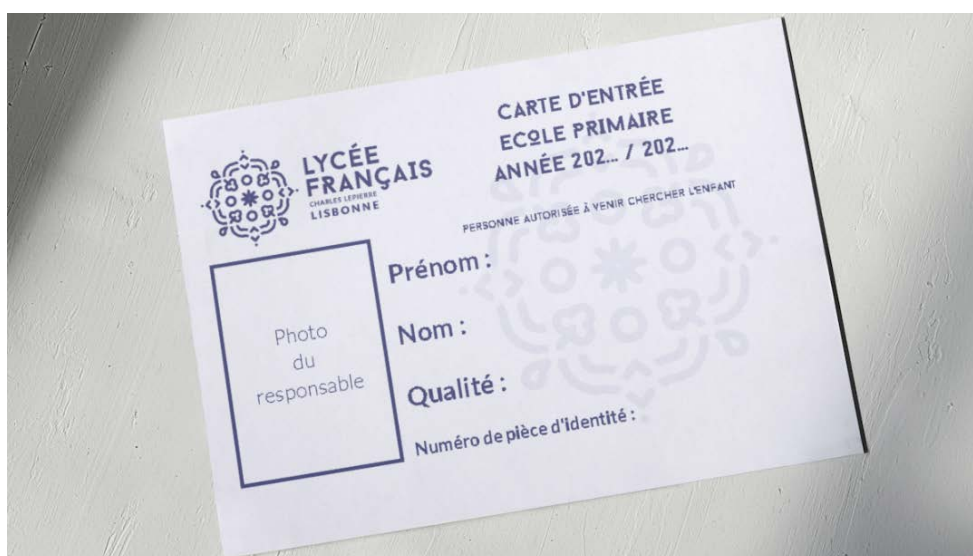 LYCÉE
FRANÇAIS
CHARLES LEPIERRE
LISBONNE
CARTE D'ENTRÉE
ECOLE PRIMAIRE
ANNÉE 202... / 202...
PERSONNE AUTORISÉE À VENIR CHERCHER L'ENFANT
Photo
du
responsable
Prénom :
Nom :
Qualité :
Numéro de pièce d'identité :